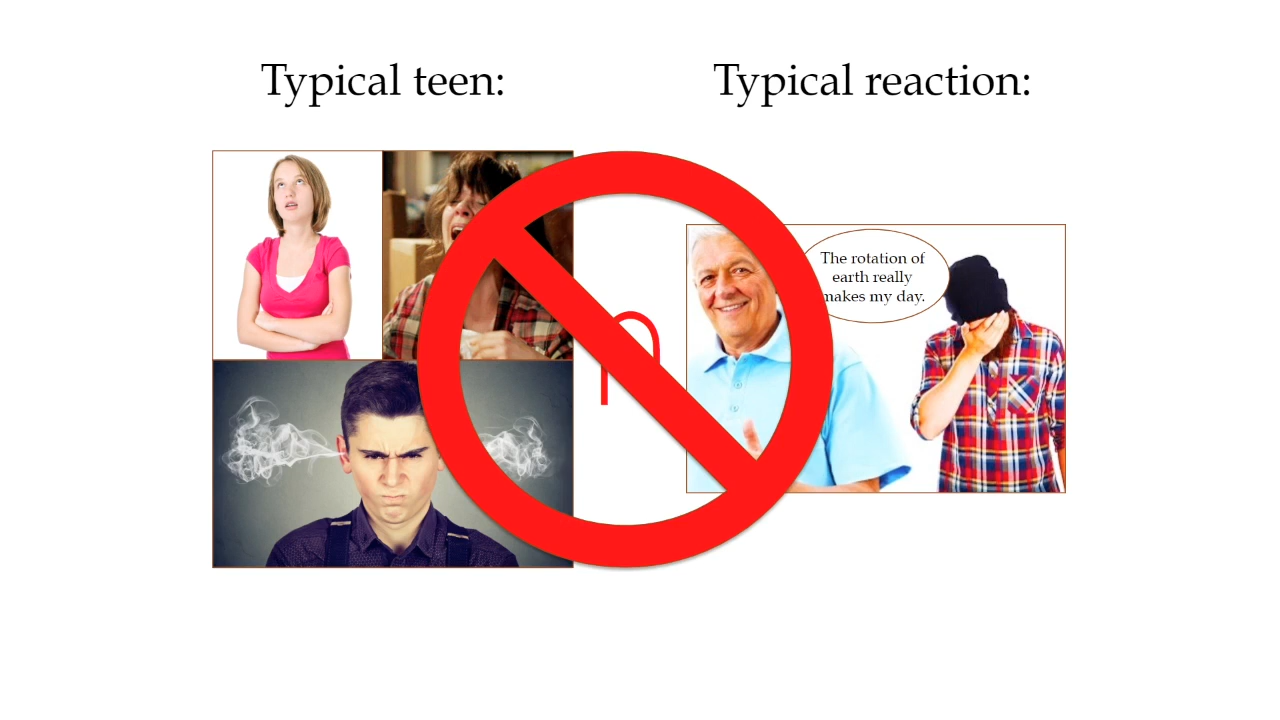 Typical teen:
Typical reaction:
The rotation of
earth really
makes my day.